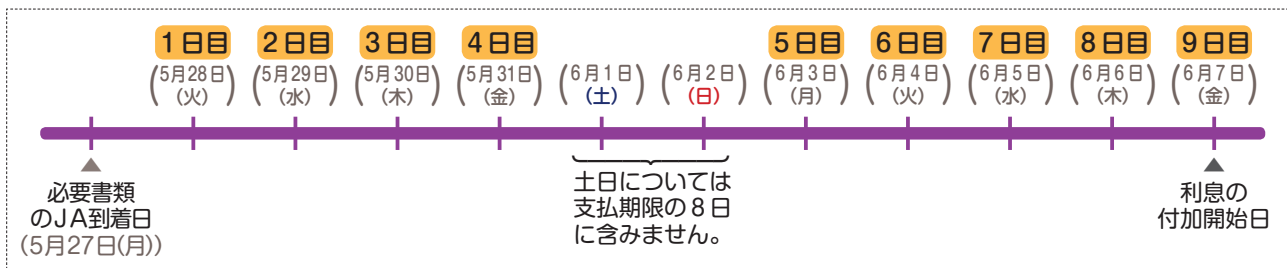 1日目 2日目 3日目 4日目 5日目 6日目 7日目 8日目 9日目
(5月28日(火)) (5月29日(水)) (5月30日(木)) (5月31日(金)) (6月1日(土)) (6月2日(日)) (6月3日(月)) (6月4日(火)) (6月5日(水)) (6月6日(木)) (6月7日(金))
必要書類
のJA到着日
(5月27日(月))
土日については
支払期限の8日
に含みません。
利息の
付加開始日